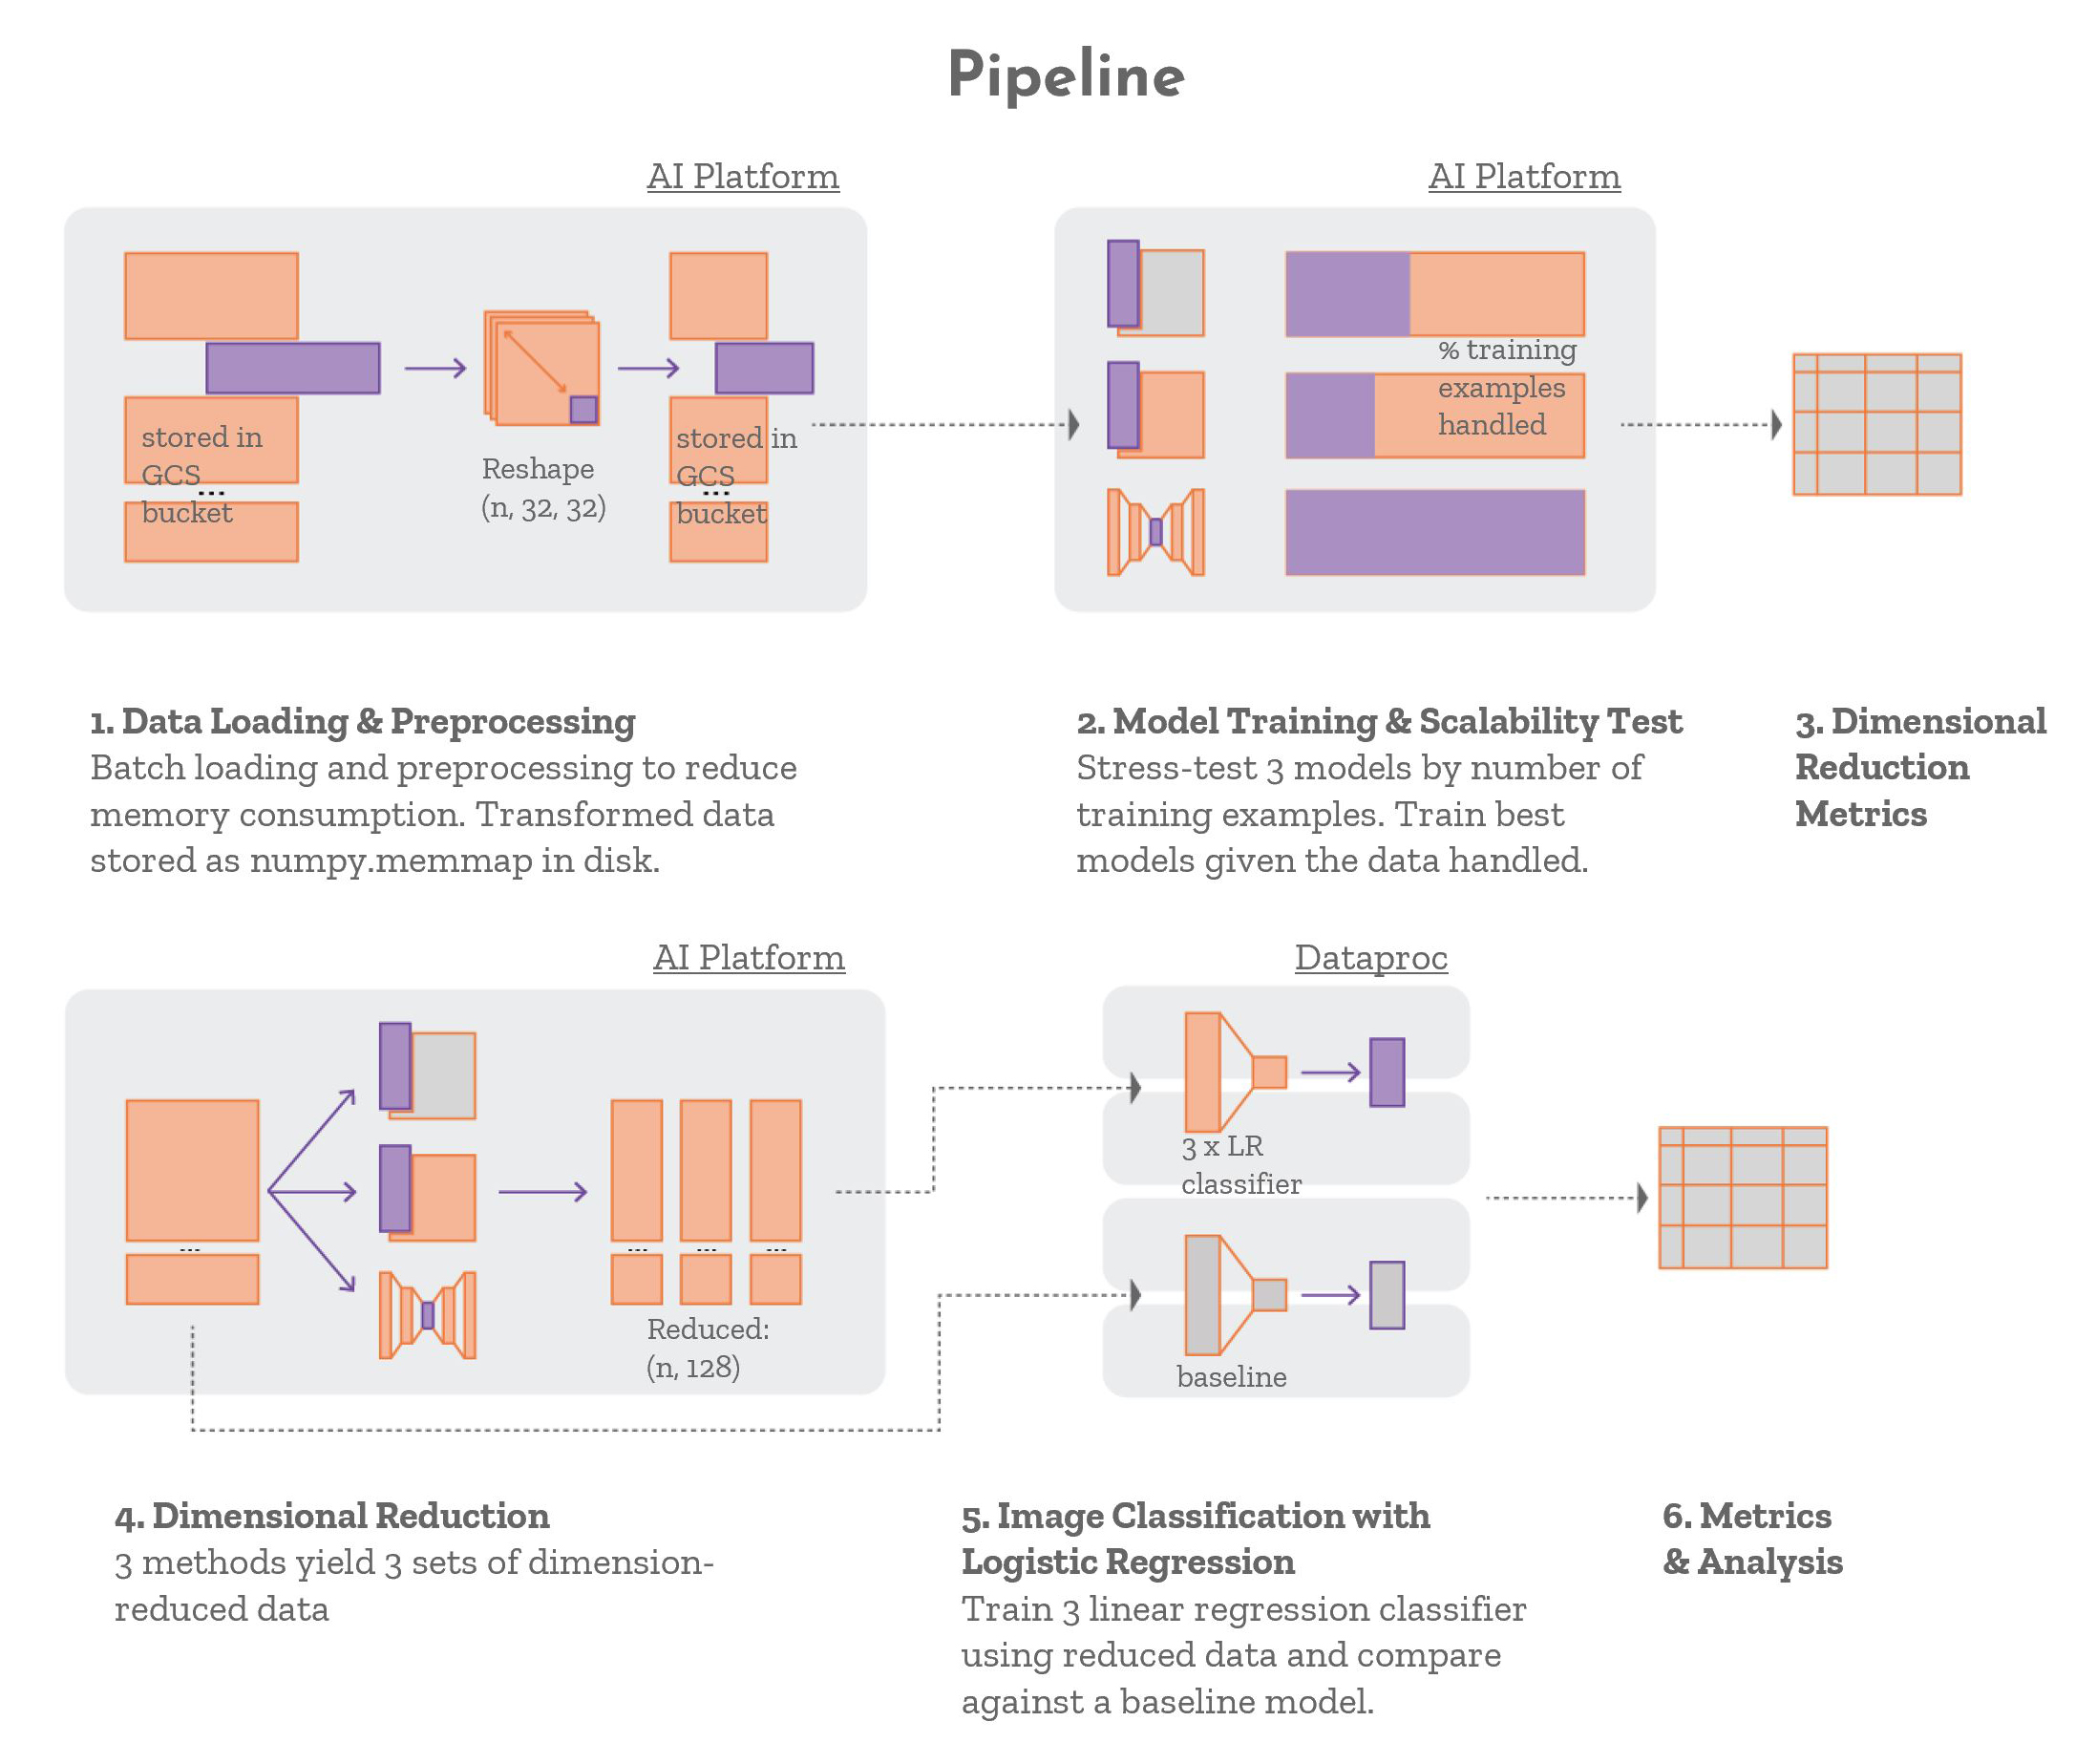 Pipeline
AI Platform
stored in
GCS
...
bucket
Reshape
(n, 32, 32)
stored in
GCS
...
bucket
AI Platform
% training
examples
handled
1. Data Loading & Preprocessing
Batch loading and preprocessing to reduce
memory consumption. Transformed data
stored as numpy.memmap in disk.
2. Model Training & Scalability Test
Stress-test 3 models by number of
training examples. Train best
models given the data handled.
3. Dimensional
Reduction
Metrics
AI Platform
...
... ... ...
Reduced:
(n, 128)
Dataproc
3 x LR
classifier
baseline
4. Dimensional Reduction
3 methods yield 3 sets of dimension-
reduced data
5. Image Classification with
Logistic Regression
Train 3 linear regression classifier
using reduced data and compare
against a baseline model.
6. Metrics
& Analysis